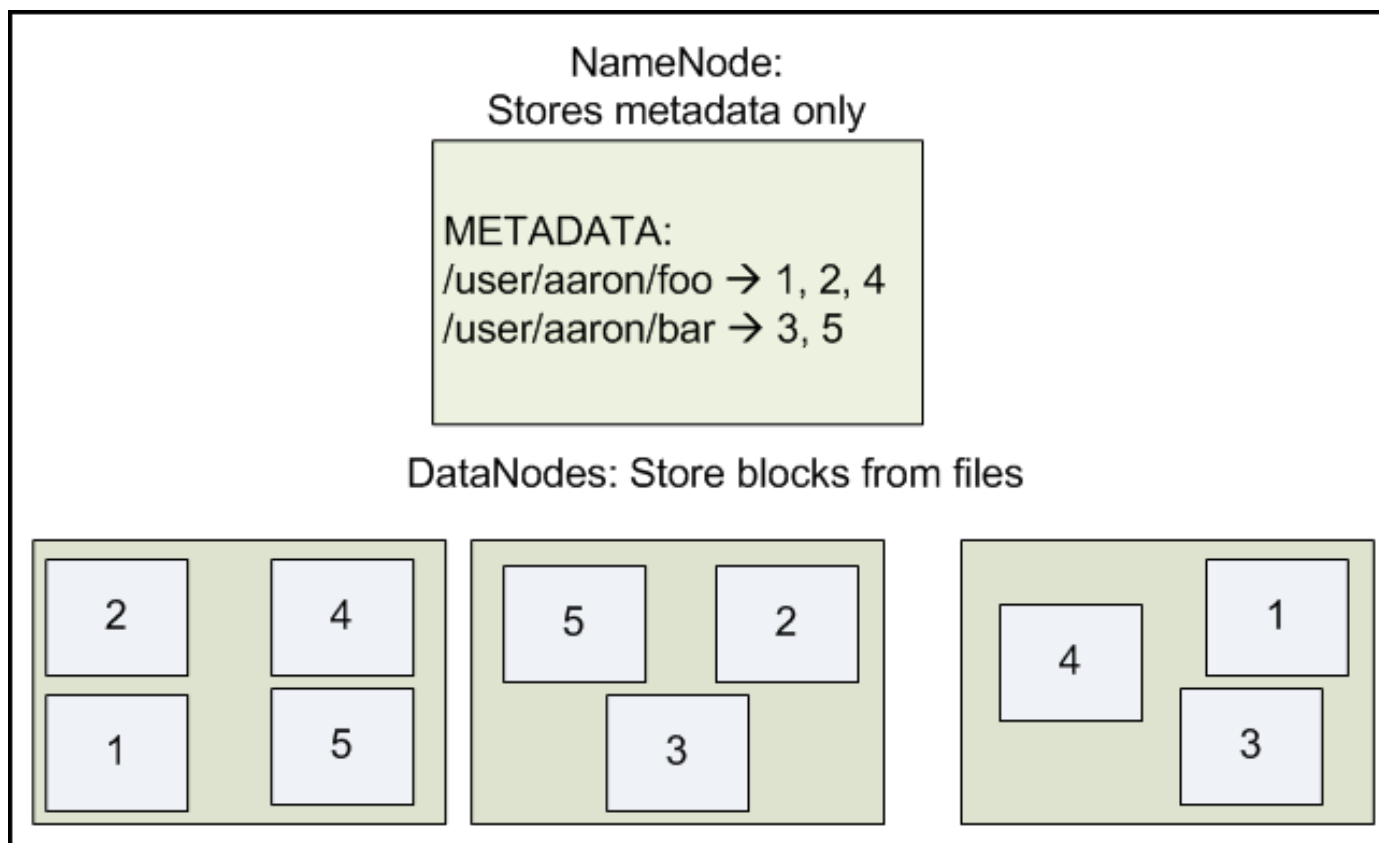 NameNode:
Stores metadata only
METADATA:
/user/aaron/foo → 1, 2, 4
/user/aaron/bar → 3, 5
DataNodes: Store blocks from files
2
4
1
5
5
2
3
4
1
3